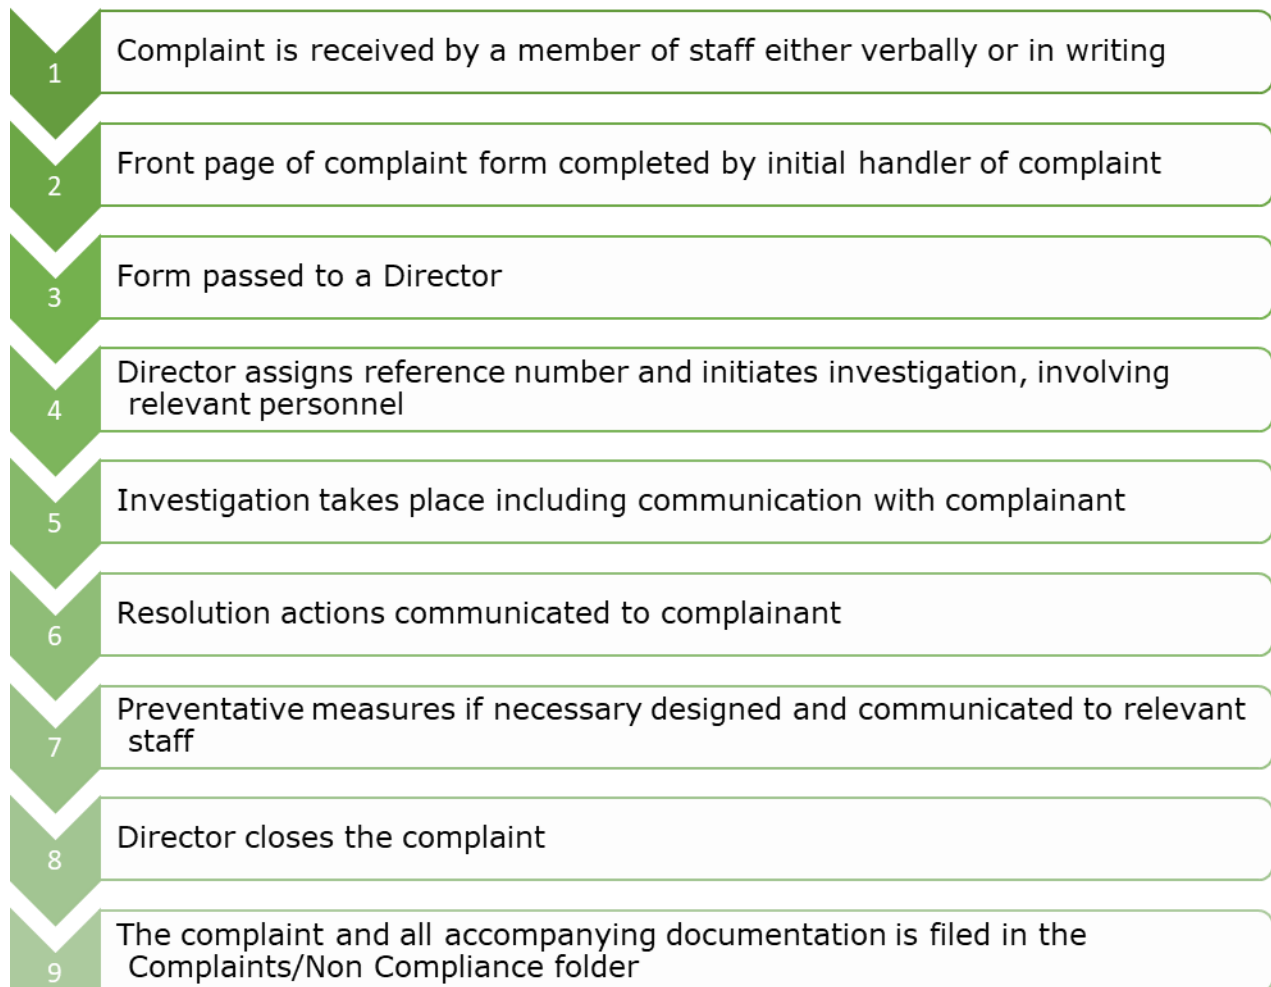 1
Complaint is received by a member of staff either verbally or in writing
2
Front page of complaint form completed by initial handler of complaint
3
Form passed to a Director
4
Director assigns reference number and initiates investigation, involving
relevant personnel
5
Investigation takes place including communication with complainant
6
Resolution actions communicated to complainant
7
Preventative measures if necessary designed and communicated to relevant
staff
8
Director closes the complaint
9
The complaint and all accompanying documentation is filed in the
Complaints/Non Compliance folder